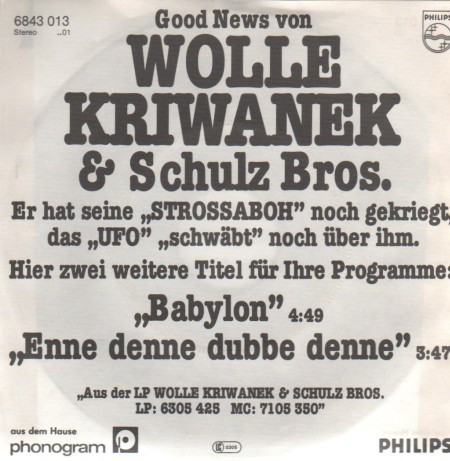 Good News von
6843 013
Stereo ..01
PHILIPS
WOLLE
KRIWANEK
& Schulz Bros.
Er hat seine „STROSSABOH” noch gekriegt,
das „UFO” „schwäbt” noch über ihm.
Hier zwei weitere Titel für Ihre Programme:
„Babylon” 4:49
„Enne denne dubbe denne” 3:47
„Aus der LP WOLLE KRIWANEK & SCHULZ BROS.
LP: 6305 425 MC: 7105 350”
aus dem Hause
phonogram
LC 0305
PHILIPS